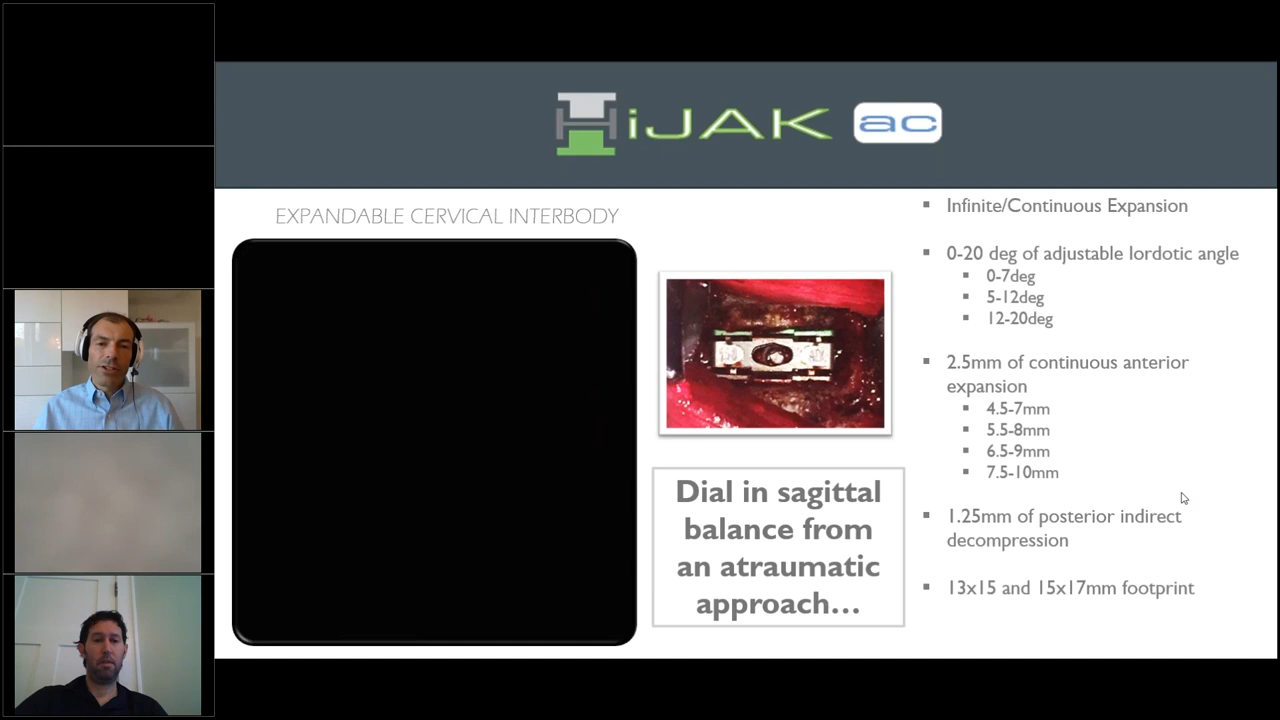 HiJAK ac
EXPANDABLE CERVICAL INTERBODY
Dial in sagittal
balance from
an atraumatic
approach...
▪ Infinite/Continuous Expansion
▪ 0-20 deg of adjustable lordotic angle
▪ 0-7deg
▪ 5-12deg
▪ 12-20deg
▪ 2.5mm of continuous anterior
expansion
▪ 4.5-7mm
▪ 5.5-8mm
▪ 6.5-9mm
▪ 7.5-10mm
▪ 1.25mm of posterior indirect
decompression
▪ 13x15 and 15x17mm footprint